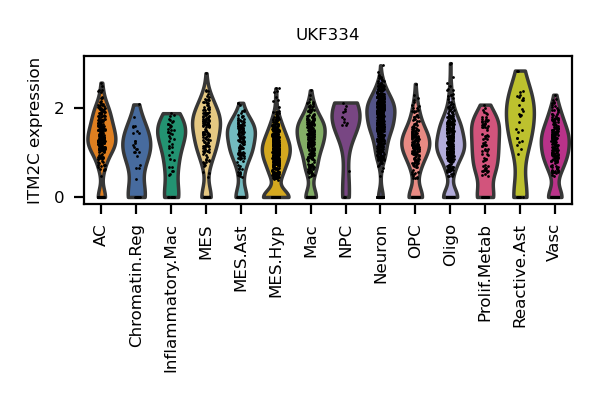 UKF334
ITM2C expression
2
0
AC
Chromatin.Reg
Inflammatory.Mac
MES
MES.Ast
MES.Hyp
Mac
NPC
Neuron
OPC
Oligo
Prolif.Metab
Reactive.Ast
Vasc